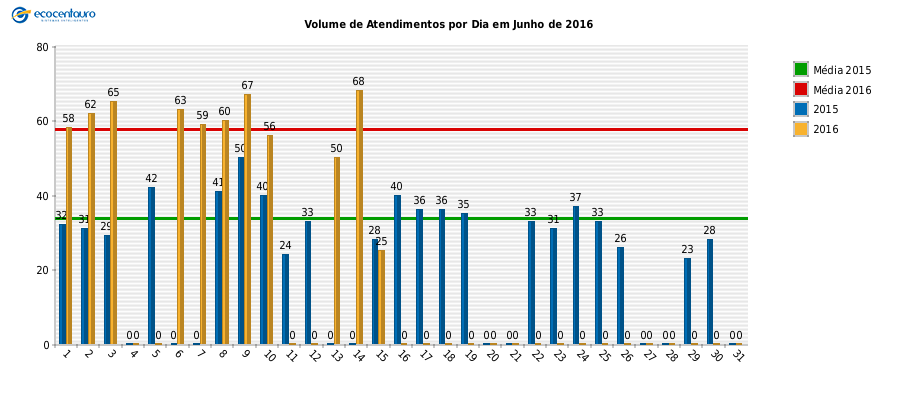 ecocentauro
Volume de Atendimentos por Dia em Junho de 2016
80
60
40
20
0
32 58 31 62 29 65 0 0 42 0 0 63 0 59 41 60 50 67 40 56 24 0 33 0 0 50 0 68 28 25 40 0 36 0 36 0 35 0 0 0 0 0 33 0 31 0 37 0 33 0 26 0 0 0 0 0 23 0 28 0 0 0
1 2 3 4 5 6 7 8 9 10 11 12 13 14 15 16 17 18 19 20 21 22 23 24 25 26 27 28 29 30 31
Média 2015
Média 2016
2015
2016